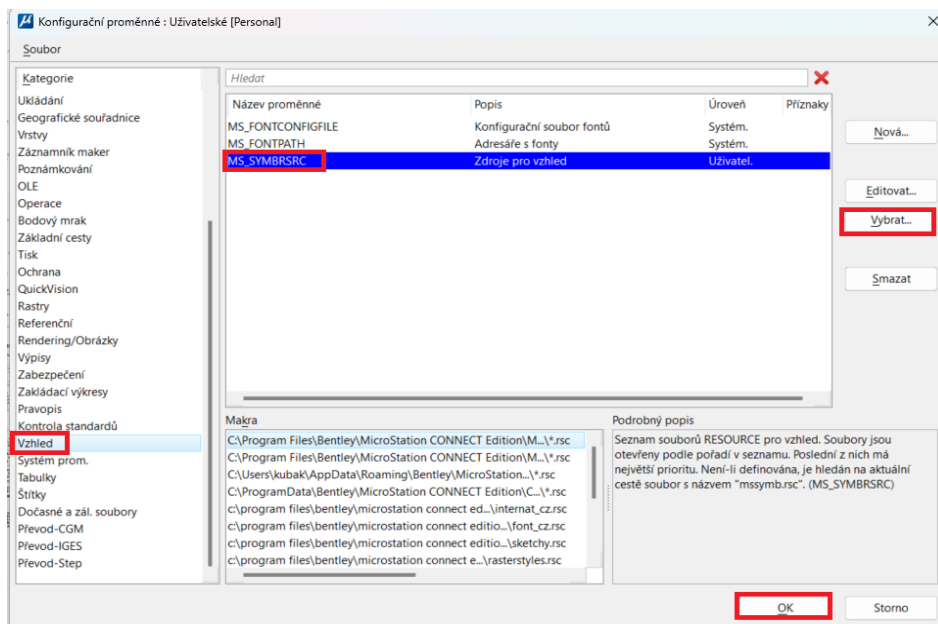 Konfigurační proměnné : Uživatelské [Personal]
Soubor
Kategorie
Ukládání
Geografické souřadnice
Vrstvy
Záznamník maker
Poznámkování
OLE
Operace
Bodový mrak
Základní cesty
Tisk
Ochrana
QuickVision
Rastry
Referenční
Rendering/Obrázky
Výpisy
Zabezpečení
Zakládací výkresy
Pravopis
Kontrola standardů
Vzhled
Systém prom.
Tabulky
Štítky
Dočasné a zál. soubory
Převod-CGM
Převod-IGES
Převod-Step
Hledat
Název proměnné Popis Úroveň Příznaky
MS_FONTCONFIGFILE Konfigurační soubor fontů Systém.
MS_FONTPATH Adresáře s fonty Systém.
MS_SYMBRSRC Zdroje pro vzhled Uživatel.
Nová...
Editovat...
Vybrat...
Smazat
Makra
C:\Program Files\Bentley\MicroStation CONNECT Edition\M...\*.rsc
C:\Program Files\Bentley\MicroStation CONNECT Edition\M...\*.rsc
C:\Users\kubak\AppData\Roaming\Bentley\MicroStation...\*.rsc
C:\ProgramData\Bentley\MicroStation CONNECT Edition\C...\*.rsc
c:\program files\bentley\microstation connect ed...\internat_cz.rsc
c:\program files\bentley\microstation connect editio...\font_cz.rsc
c:\program files\bentley\microstation connect editio...\sketchy.rsc
c:\program files\bentley\microstation connect e...\rasterstyles.rsc
Podrobný popis
Seznam souborů RESOURCE pro vzhled. Soubory jsou
otevřeny podle pořadí v seznamu. Poslední z nich má
největší prioritu. Není-li definována, je hledán na aktuální
cestě soubor s názvem "mssymb.rsc". (MS_SYMBRSRC)
OK
Storno